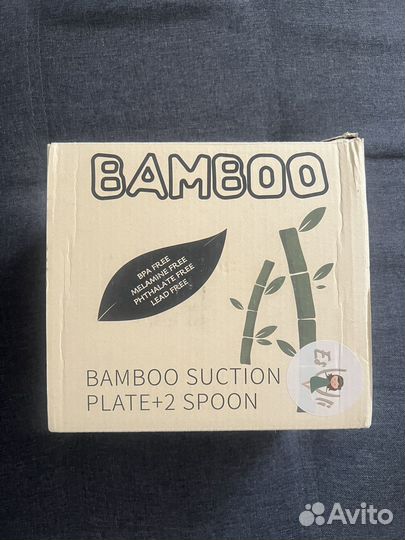 BAMBOO
BPA FREE
MELAMINE FREE
PHTHALATE FREE
LEAD FREE
BAMBOO SUCTION
PLATE+2 SPOON
Avito